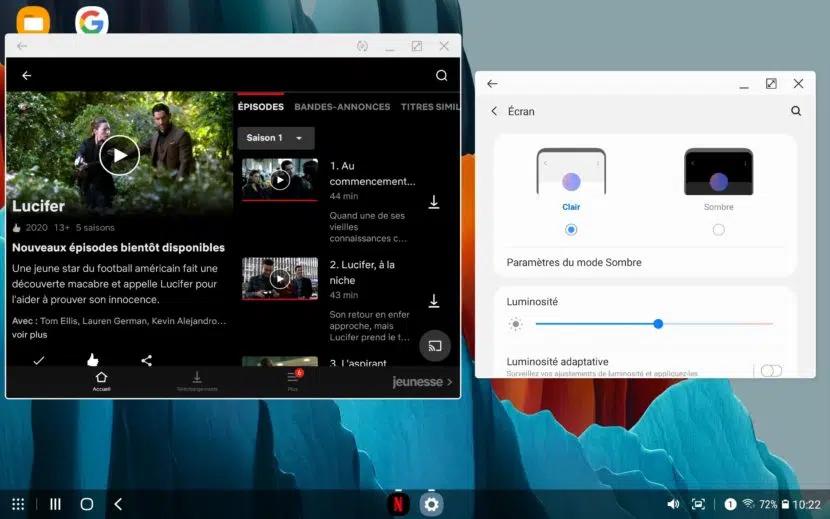 ÉPISODES BANDES-ANNONCES TITRES SIMIL
Saison 1
1. Au
commencement...
44 min
Quand une de ses
vieilles
connaissances c...
2. Lucifer, à la
niche
43 min
Son retour en enfer
approche, mais
Lucifer prend le t...
3. L'aspirant
Lucifer
2020 13+ 5 saisons
Nouveaux épisodes bientôt disponibles
Une jeune star du football américain fait une
découverte macabre et appelle Lucifer pour
l'aider à prouver son innocence.
Avec : Tom Ellis, Lauren German, Kevin Alejandro...
voir plus
Accueil
Téléchargements
6
Plus
jeunesse >
Écran
Clair
Sombre
Paramètres du mode Sombre
Luminosité
Luminosité adaptative
Surveillez vos ajustements de luminosité et appliquez-les
N
1 72% 10:22